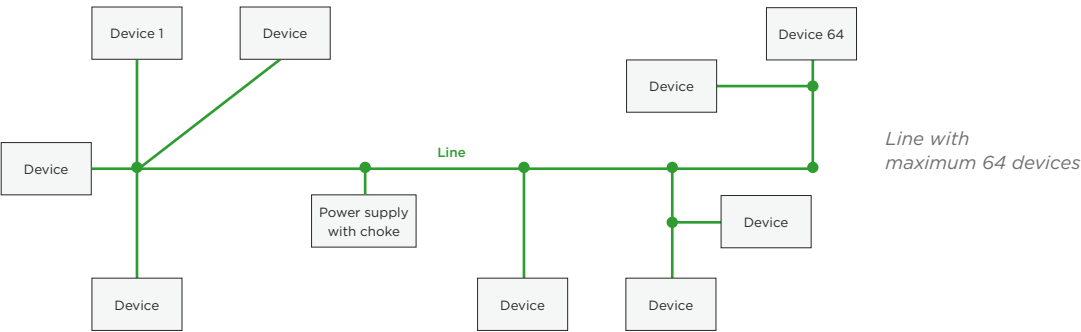 Device 1
Device
Device 64
Device
Line with
maximum 64 devices
Line
Device
Power supply
with choke
Device
Device
Device
Device